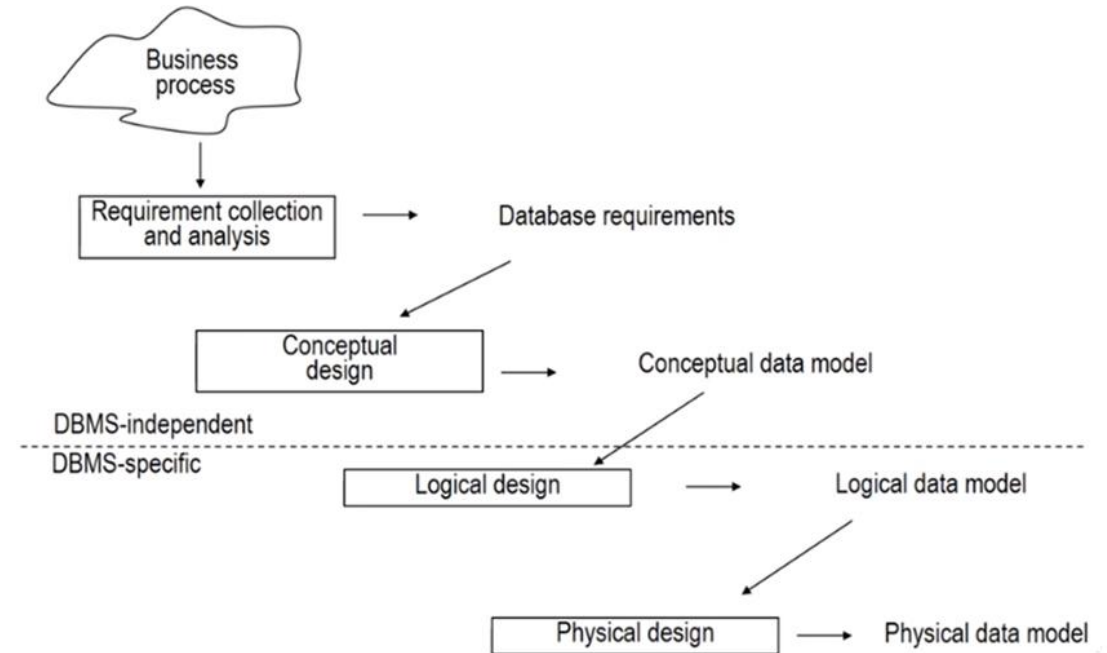 Business
process
Requirement collection
and analysis
Database requirements
Conceptual
design
Conceptual data model
DBMS-independent
DBMS-specific
Logical design
Logical data model
Physical design
Physical data model